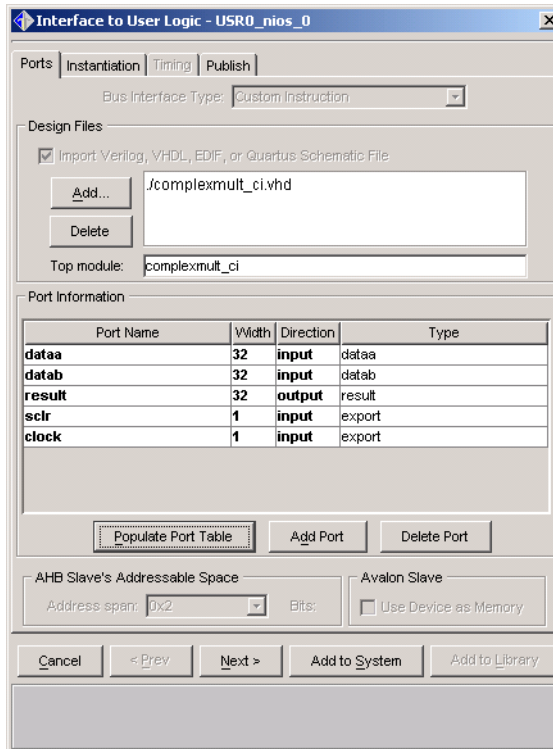 Interface to User Logic - USR0_nios_0
Ports Instantiation Timing Publish
Bus Interface Type: Custom Instruction
Design Files
Import Verilog, VHDL, EDIF, or Quartus Schematic File
Add...
./complexmult_ci.vhd
Delete
Top module: complexmult_ci
Port Information
Port Name Width Direction Type
dataa 32 input dataa
datab 32 input datab
result 32 output result
sclr 1 input export
clock 1 input export
Populate Port Table Add Port Delete Port
AHB Slave's Addressable Space Avalon Slave
Address span: 0x2 Bits: Use Device as Memory
Cancel < Prev Next > Add to System Add to Library